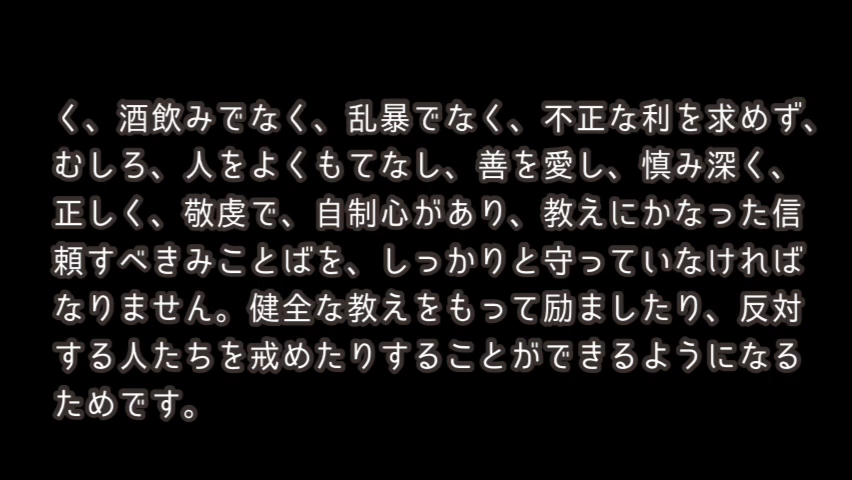 く、酒飲みでなく、乱暴でなく、不正な利を求めず、
むしろ、人をよくもてなし、善を愛し、慎み深く、
正しく、敬虔で、自制心があり、教えにかなった信
頼すべきみことばを、しっかりと守っていなければ
なりません。健全な教えをもって励ましたり、反対
する人たちを戒めたりすることができるようになる
ためです。